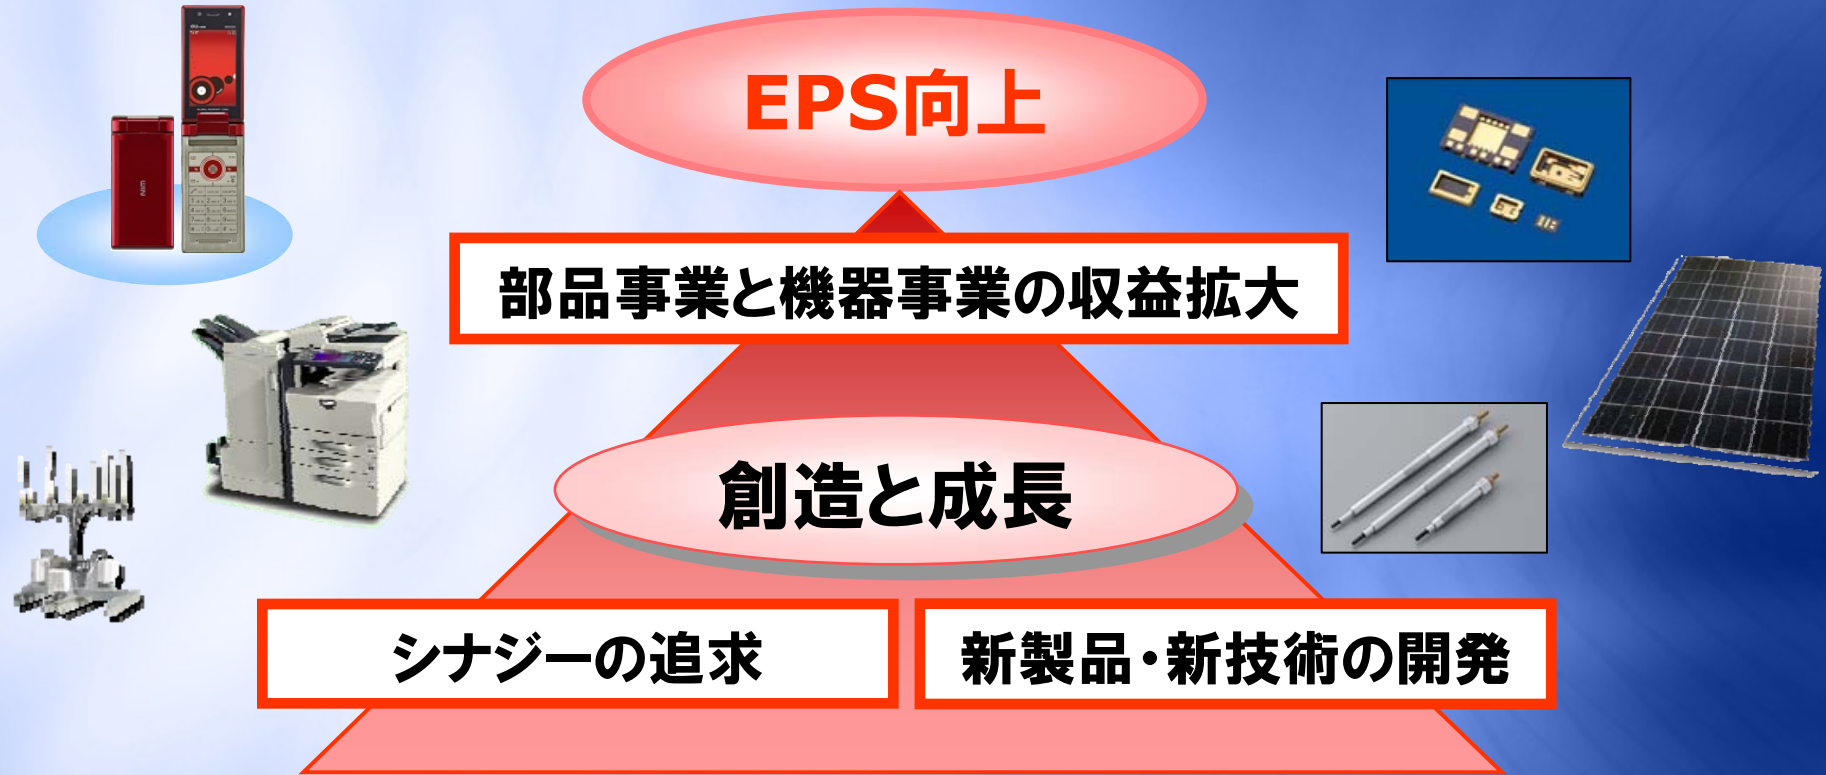 EPS向上
部品事業と機器事業の収益拡大
創造と成長
シナジーの追求
新製品・新技術の開発